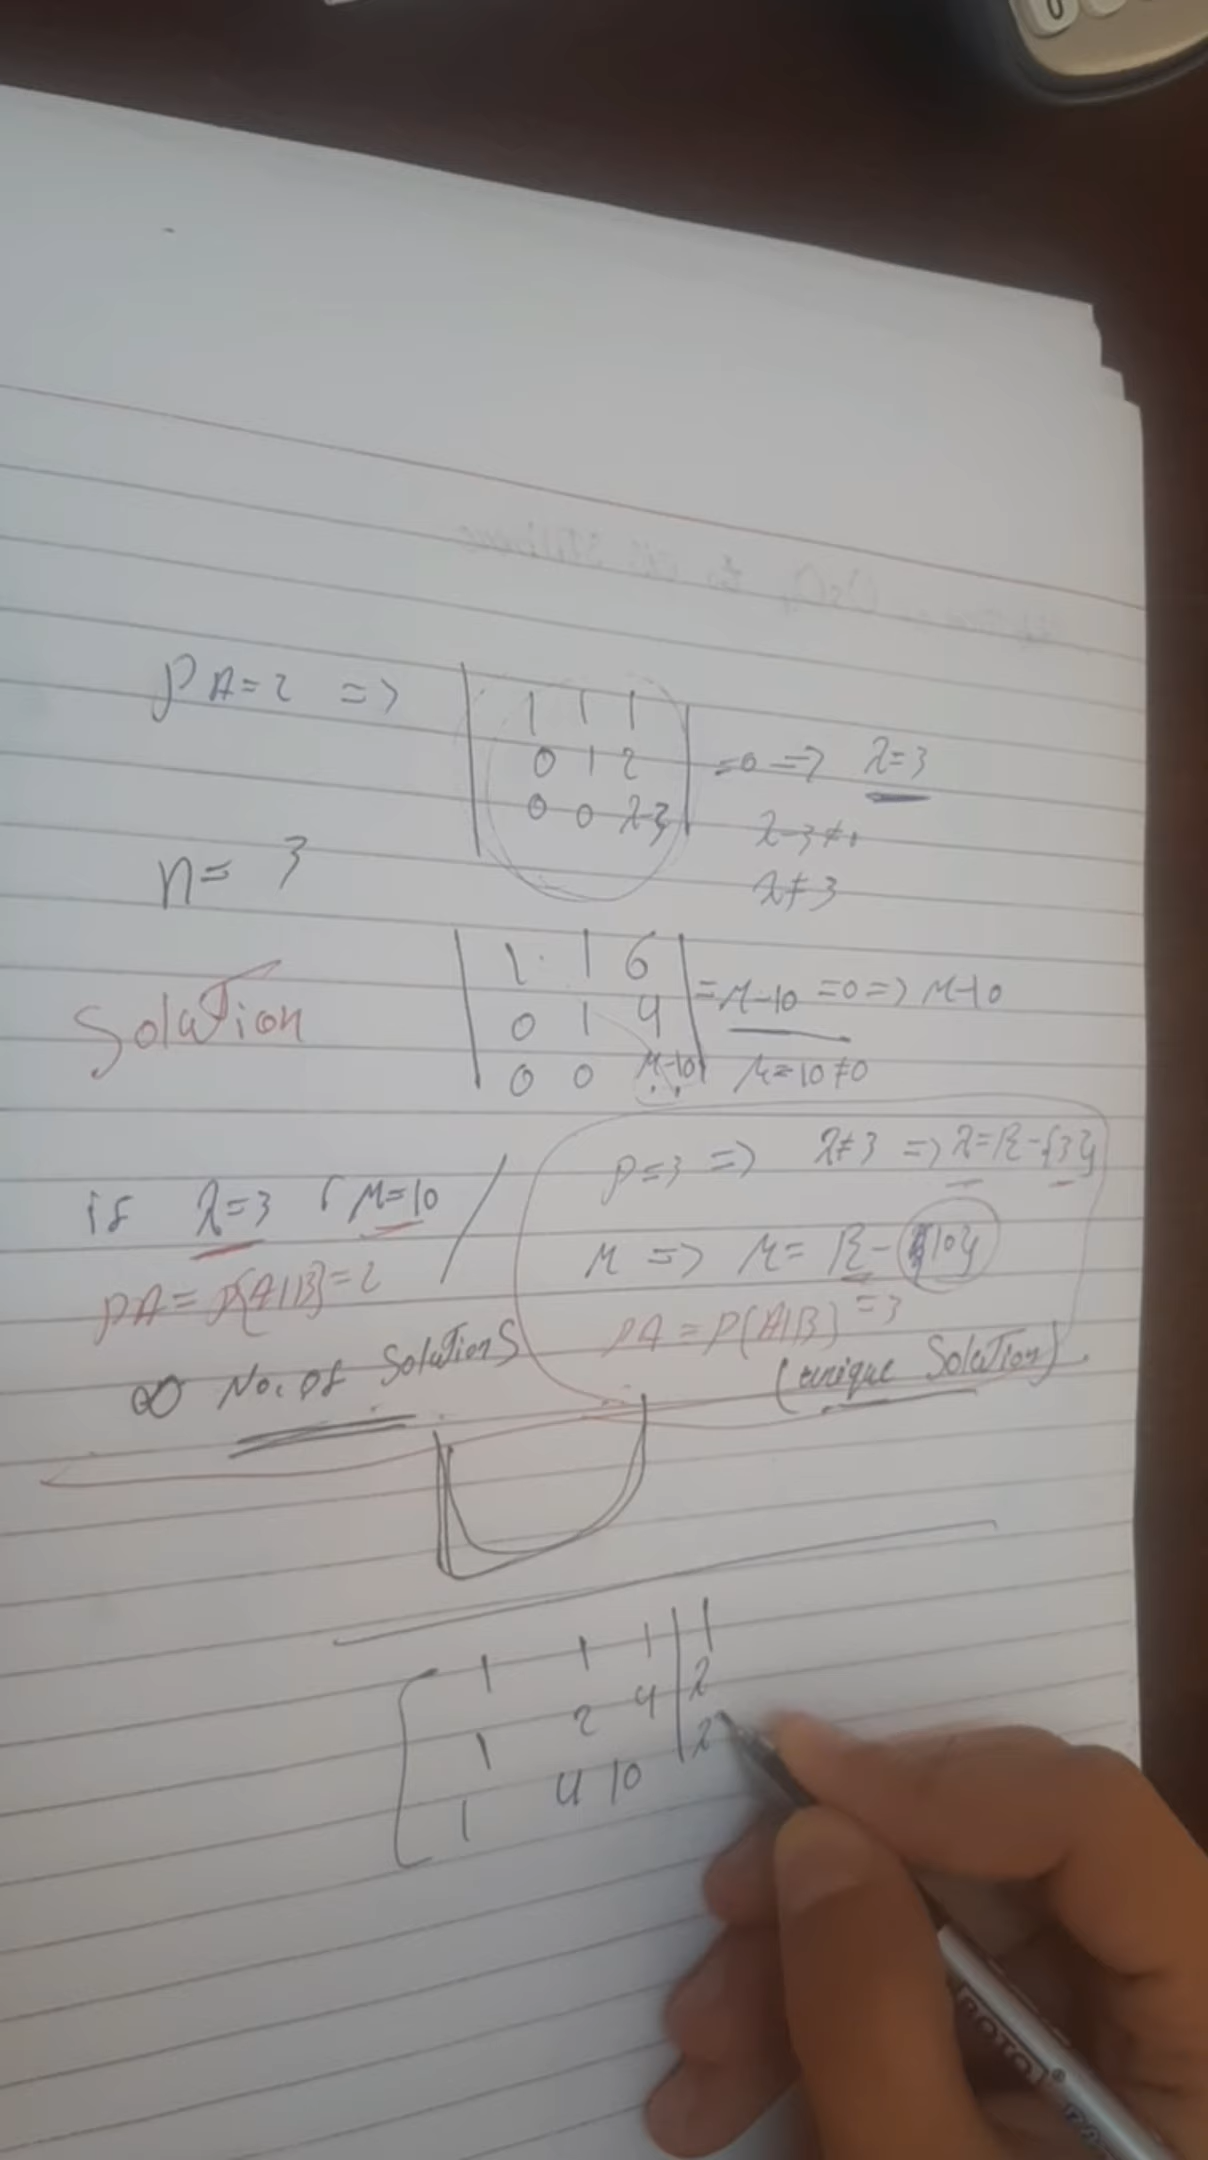 ρA=2 => | 1 1 1 |
| 0 1 2 | =0 => λ=3
| 0 0 λ-3 | λ-3≠0
n= 3 λ≠3
| 1 1 6 |
Solution | 0 1 4 | = μ-10 =0 => μ-10
| 0 0 μ-10 | μ=10≠0
ρ=3 => λ≠3 => λ=R-{3}
if λ=3 , μ=10
μ => μ= R-{10}
ρA= ρ(A|B)=2
ρA = ρ(A|B) =3
∞ No. of Solutions
(unique Solution).
1 1 1 | 1
1 2 4 | λ
1 4 10 | λ
ROTO®